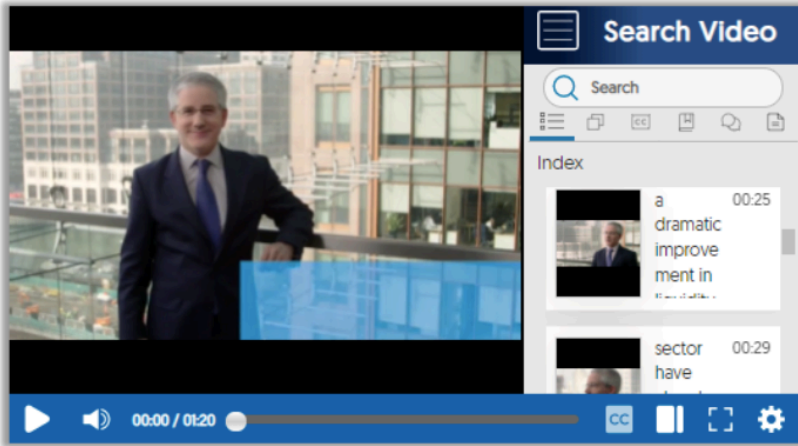 Search Video
Search
CC
Index
a
00:25
dramatic
improve
ment in
liquidity
sector
00:29
have
00:00 / 01:20
CC